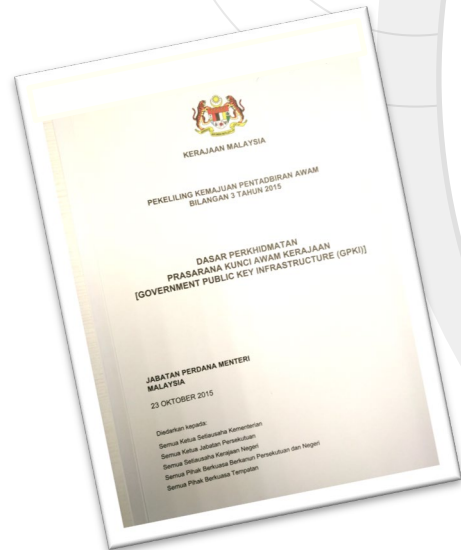 KERAJAAN MALAYSIA
PEKELILING KEMAJUAN PENTADBIRAN AWAM
BILANGAN 3 TAHUN 2015
DASAR PERKHIDMATAN
PRASARANA KUNCI AWAM KERAJAAN
[GOVERNMENT PUBLIC KEY INFRASTRUCTURE (GPKI)]
JABATAN PERDANA MENTERI
MALAYSIA
23 OKTOBER 2015
Diedarkan kepada:
Semua Ketua Setiausaha Kementerian
Semua Ketua Jabatan Persekutuan
Semua Setiausaha Kerajaan Negeri
Semua Pihak Berkuasa Berkanun Persekutuan dan Negeri
Semua Pihak Berkuasa Tempatan